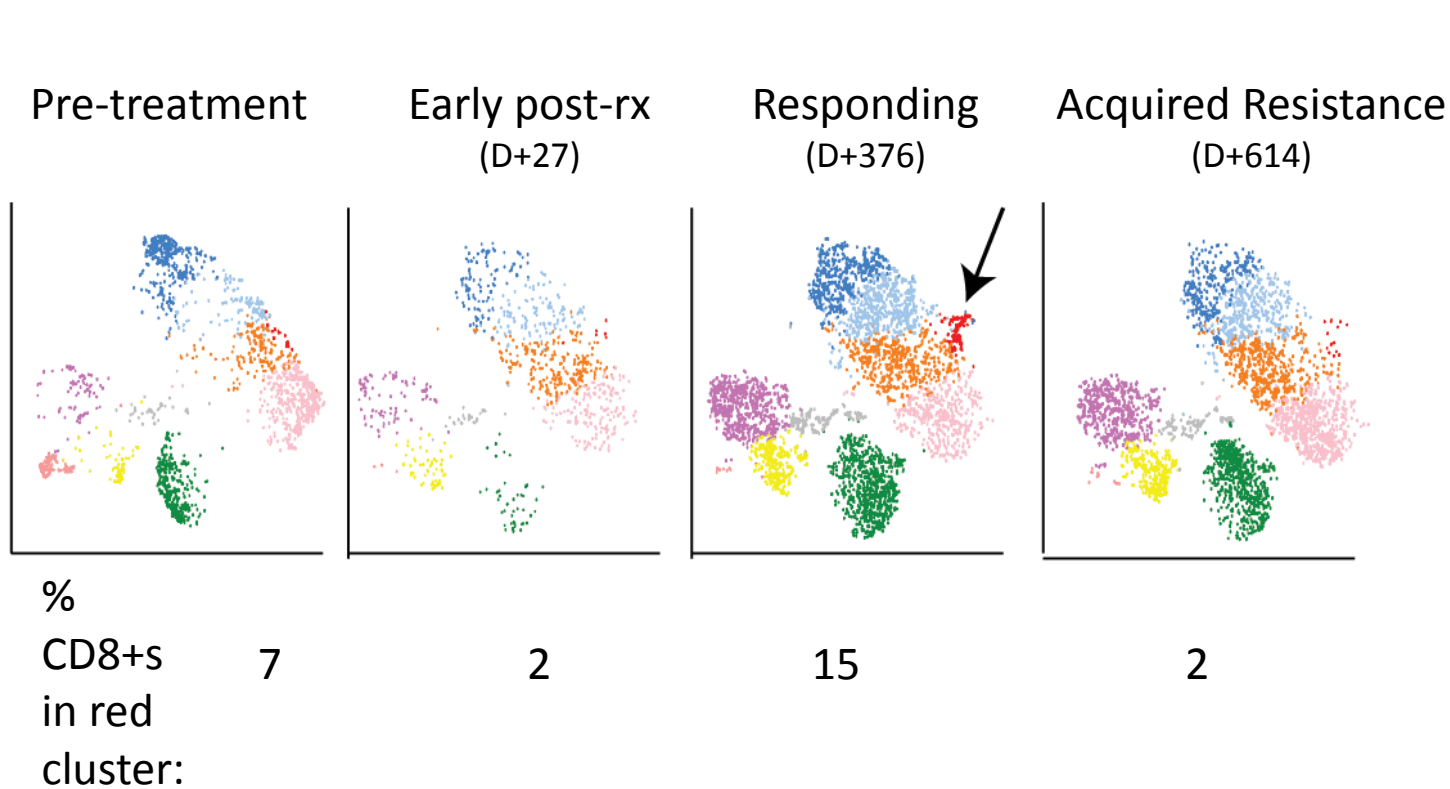 Pre-treatment
Early post-rx
(D+27)
Responding
(D+376)
Acquired Resistance
(D+614)
%
CD8+s
in red
cluster:
7
2
15
2